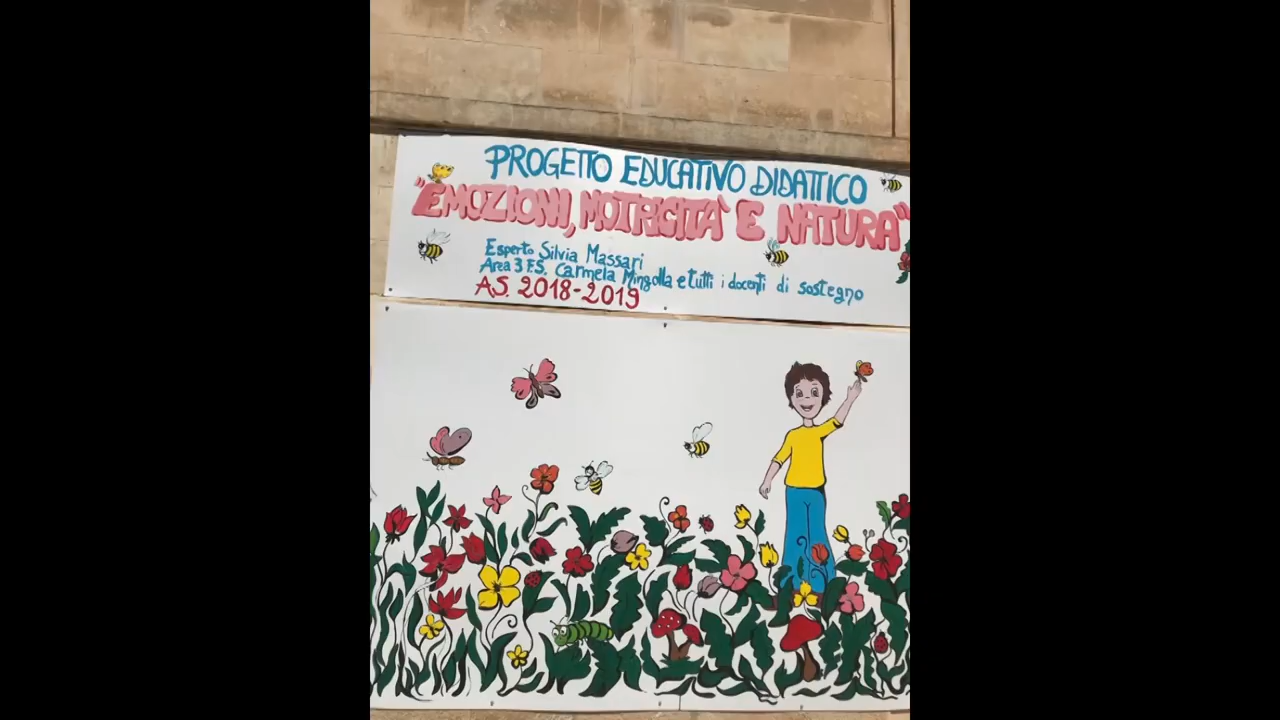 PROGETTO EDUCATIVO DIDATTICO
"EMOZIONI, MOTRICITÀ E NATURA"
Esperto Silvia Massari
Area 3 F.S. Carmela Mingolla e tutti i docenti di sostegno
A.S. 2018-2019